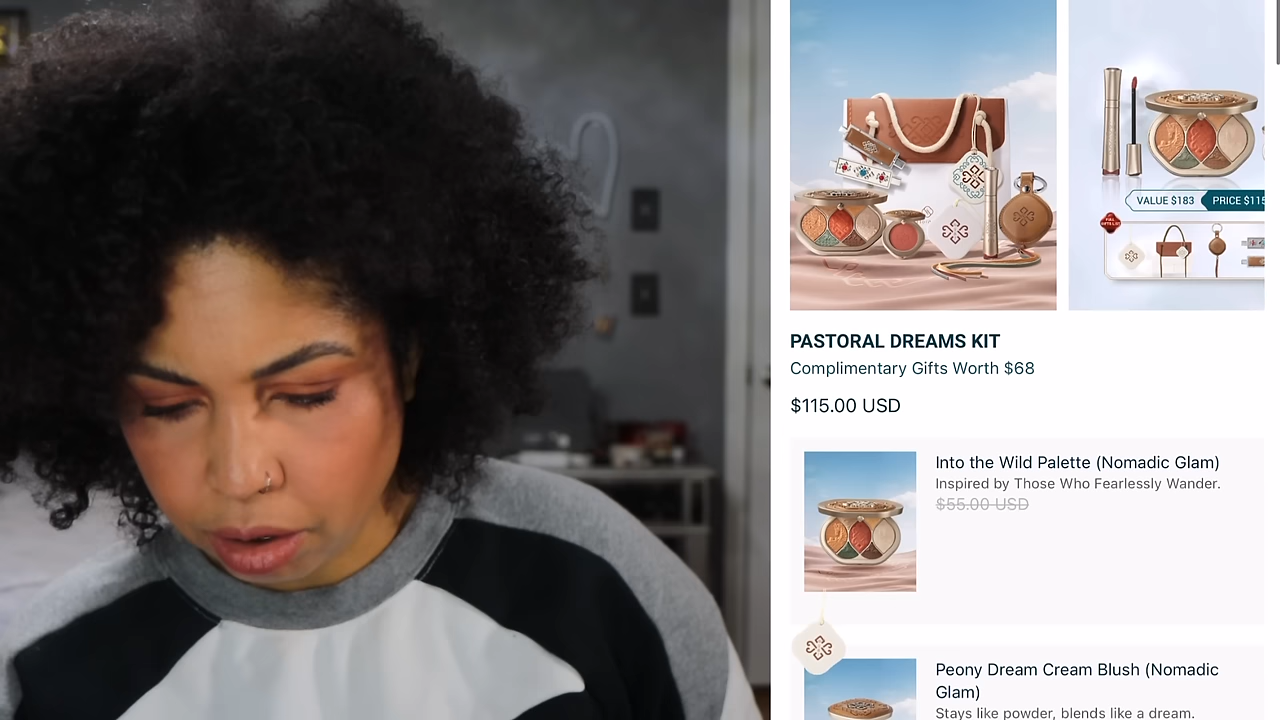 VALUE $183
PRICE $115
PASTORAL DREAMS KIT
Complimentary Gifts Worth $68
$115.00 USD
Into the Wild Palette (Nomadic Glam)
Inspired by Those Who Fearlessly Wander.
$55.00 USD
Peony Dream Cream Blush (Nomadic
Glam)
Stays like powder, blends like a dream.